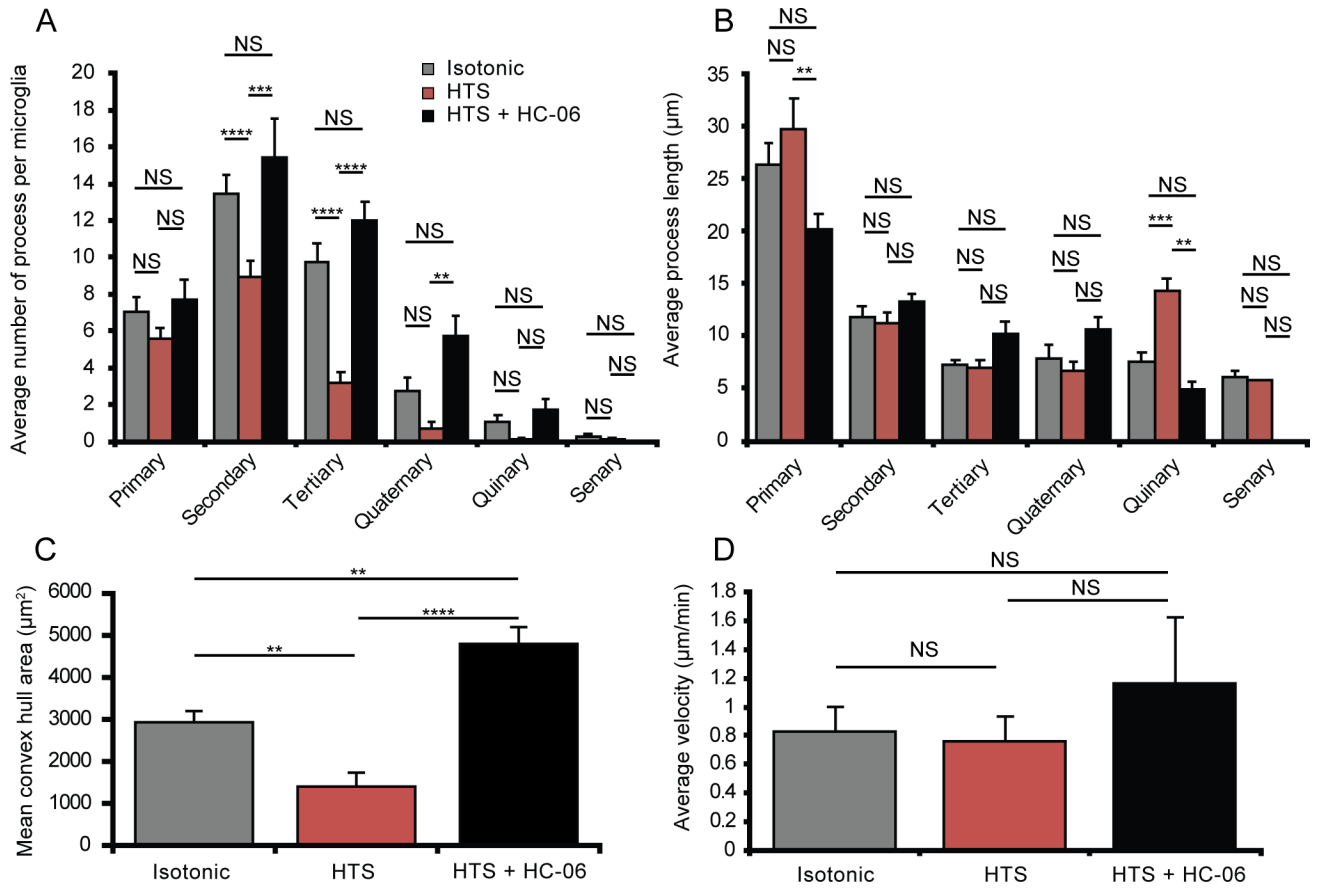 A
Average number of process per microglia
20
18
16
14
12
10
8
6
4
2
0
Isotonic
HTS
HTS + HC-06
NS
NS
NS
NS
****
***
NS
****
****
NS
NS
**
NS
NS
NS
NS
NS
NS
Primary
Secondary
Tertiary
Quaternary
Quinary
Senary
B
Average process length (µm)
35
30
25
20
15
10
5
0
NS
NS
**
NS
NS
NS
NS
NS
NS
NS
NS
NS
NS
***
**
NS
NS
NS
Primary
Secondary
Tertiary
Quaternary
Quinary
Senary
C
Mean convex hull area (µm²)
6000
5000
4000
3000
2000
1000
0
**
****
**
Isotonic
HTS
HTS + HC-06
D
Average velocity (µm/min)
1.8
1.6
1.4
1.2
1
0.8
0.6
0.4
0.2
0
NS
NS
NS
Isotonic
HTS
HTS + HC-06